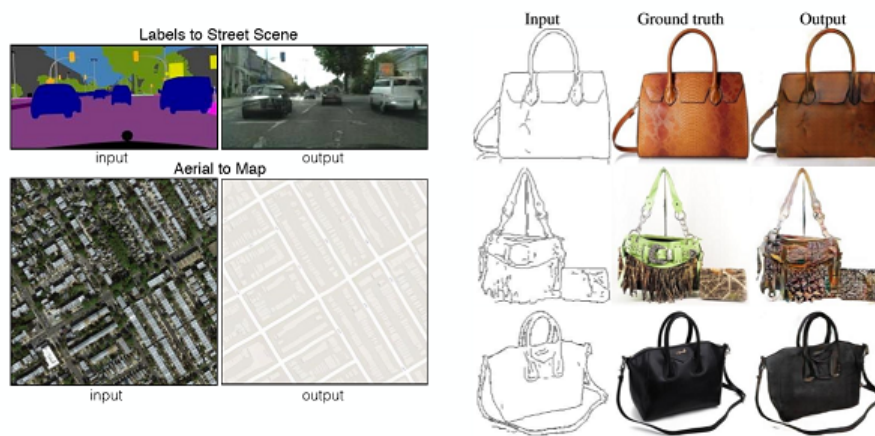 Labels to Street Scene
input
output
Aerial to Map
input
output
Input
Ground truth
Output